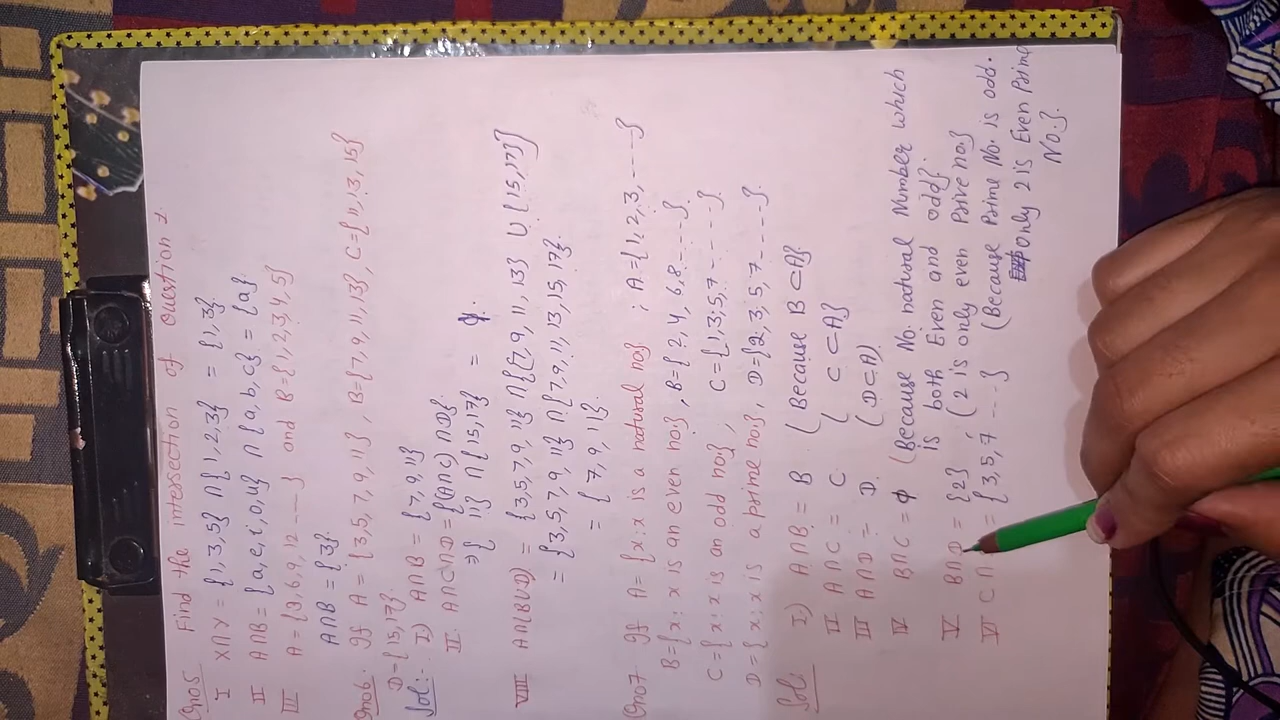 Qno5 Find the intersection of question 1.
I X∩Y = {1,3,5} ∩ {1,2,3} = {1,3}
II A∩B = {a,e,i,o,u} ∩ {a,b,c} = {a}
III A={3,6,9,12-----} and B={1,2,3,4,5}
A∩B = {3}
Qno6. If A = {3,5,7,9,11}, B={7,9,11,13}, C={11,13,15}
D={15,17}.
Sol:- I) A∩B = {7,9,11}
II. A∩C∩D = {(A∩C)∩D}
⇒ {11} ∩ {15,17} = ϕ.
VIII A∩(B∪D) = {3,5,7,9,11} ∩ {(7,9,11,13} ∪ {15,17}]
= {3,5,7,9,11} ∩ {7,9,11,13,15,17}.
= {7,9,11}.
Qno7 If A={x:x is a natural no} ; A={1,2,3,----}
B={x:x is an even no}, B={2,4,6,8-----}.
C={x:x is an odd no}, C={1,3,5,7-----}.
D={x:x is a prime no}, D={2,3,5,7-----}.
Sol: I) A∩B = B (Because B⊂A}.
II A∩C = C ( C⊂A}
III A∩D = D. (D⊂A).
IV B∩C = ϕ (Because No. natural Number which
is both Even and odd}.
V B∩D = {2} (2 is only even Prive no.}
VI C∩ = {3,5,7----} (Because Prime No. is odd.
only 2 is Even Prime
No.}.